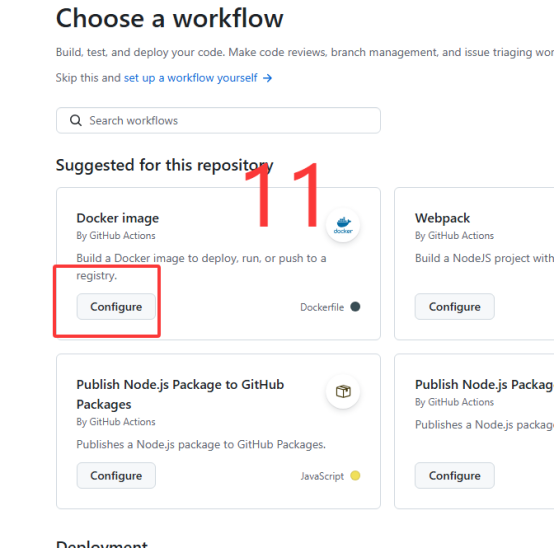 Choose a workflow
Build, test, and deploy your code. Make code reviews, branch management, and issue triaging wor
Skip this and set up a workflow yourself →
Search workflows
Suggested for this repository
11
Docker image
By GitHub Actions
docker
Build a Docker image to deploy, run, or push to a
registry.
Configure
Dockerfile
Webpack
By GitHub Actions
Build a NodeJS project with
Configure
Publish Node.js Package to GitHub
Packages
By GitHub Actions
Publishes a Node.js package to GitHub Packages.
Configure
JavaScript
Publish Node.js Packag
By GitHub Actions
Publishes a Node.js packag
Configure
Deployment